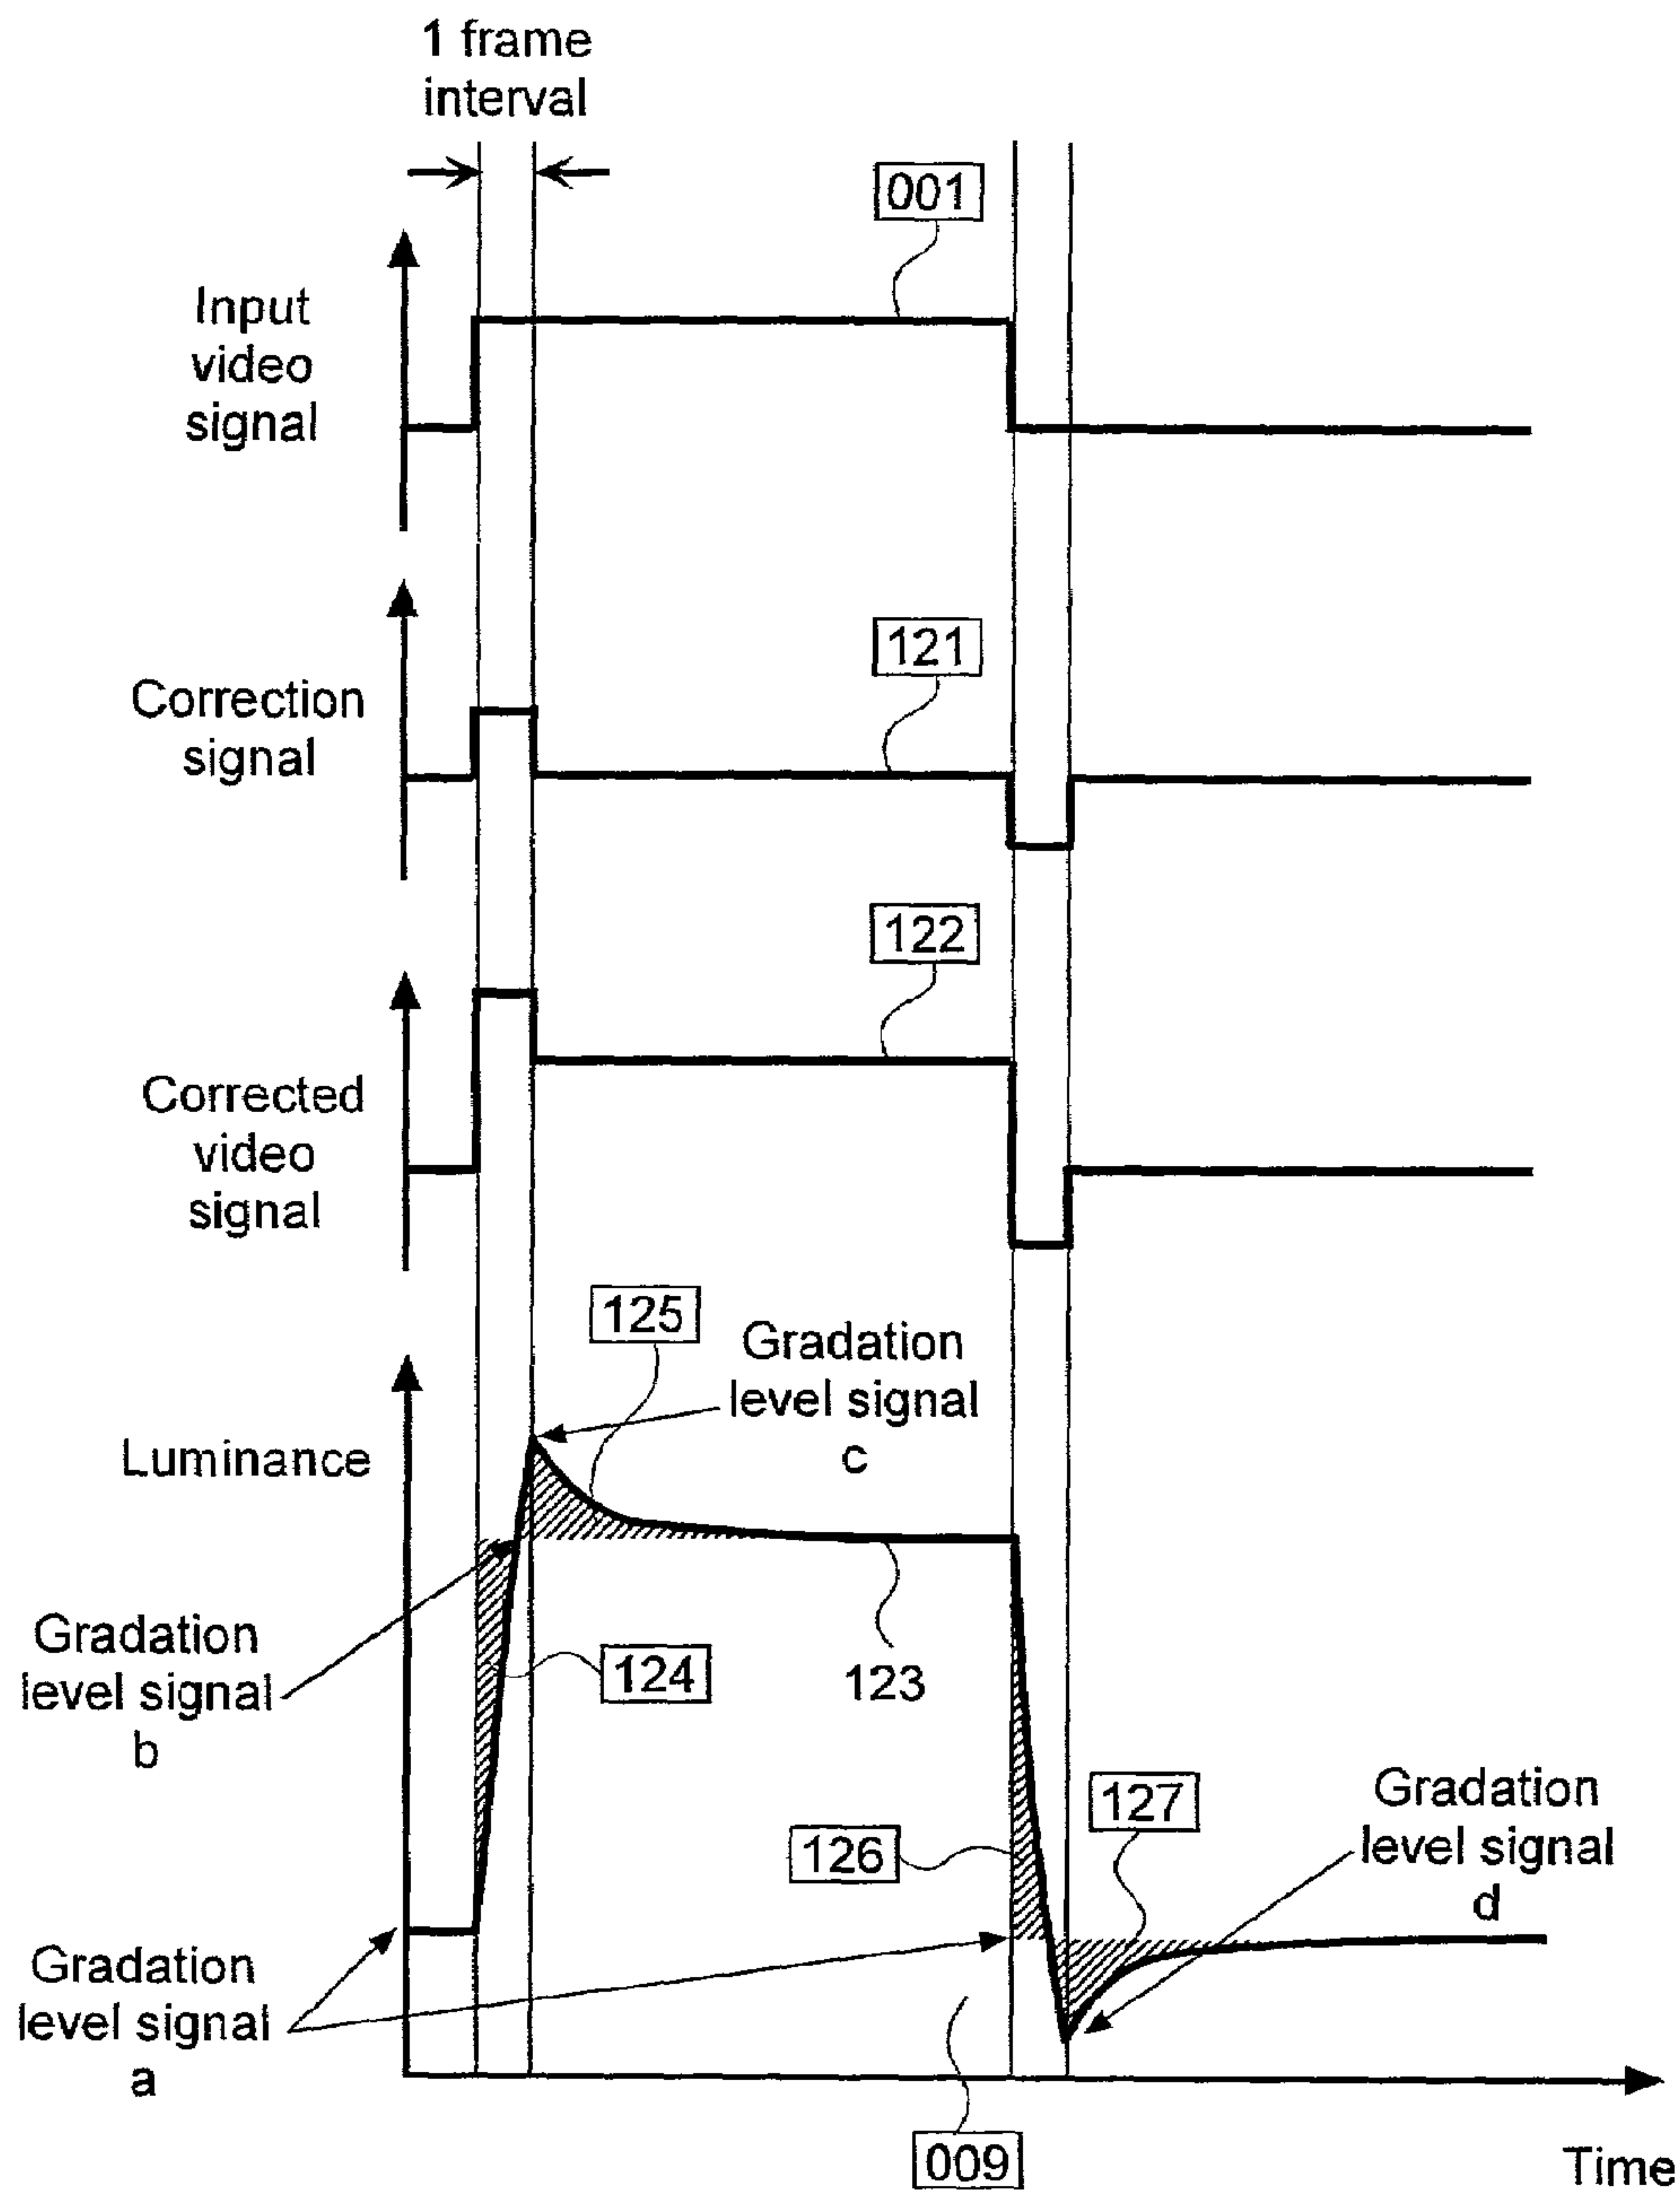 1 frame
interval
001
Input
video
signal
121
Correction
signal
122
Corrected
video
signal
125
Gradation
level signal
c
Luminance
Gradation
level signal
b
124
123
127
Gradation
level signal
d
126
Gradation
level signal
a
009
Time